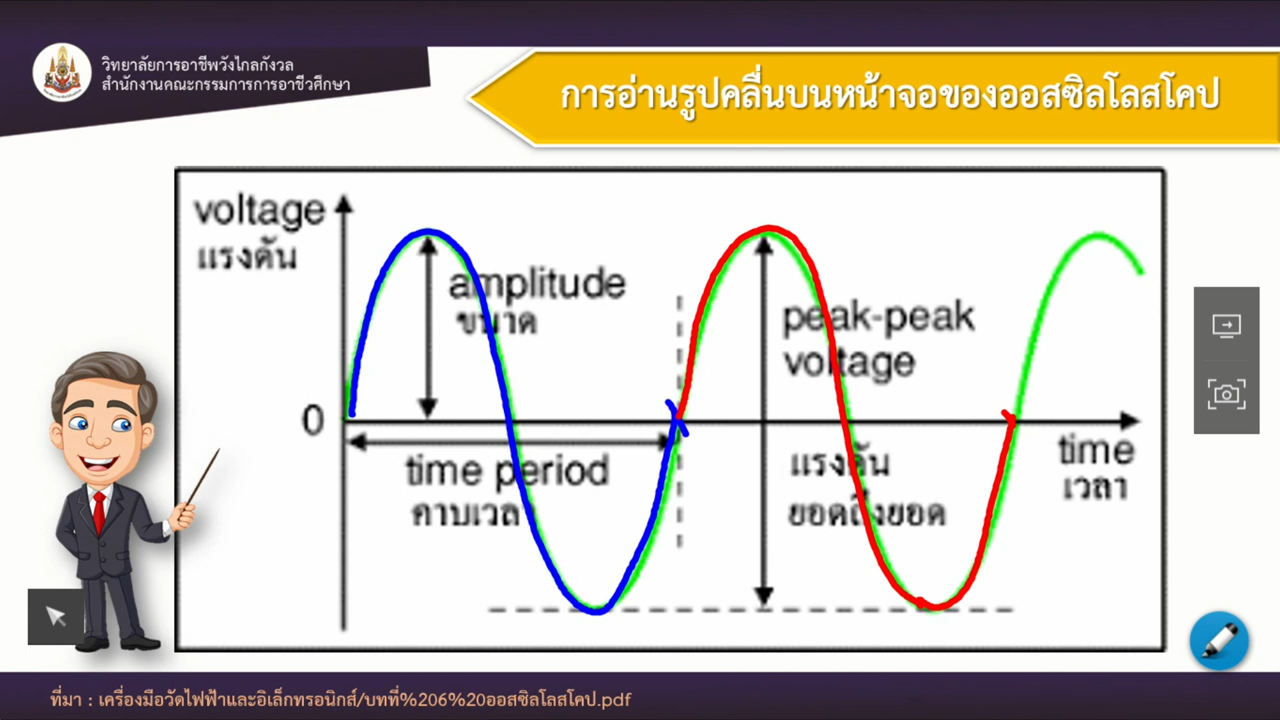 วิทยาลัยการอาชีพวังไกลกังวล
สำนักงานคณะกรรมการการอาชีวศึกษา
การอ่านรูปคลื่นบนหน้าจอของออสซิลโลสโคป
voltage
แรงดัน
amplitude
ขนาด
peak-peak
voltage
0
time period
คาบเวล
แรงดัน
ยอดถึงยอด
time
เวลา
ที่มา : เครื่องมือวัดไฟฟ้าและอิเล็กทรอนิกส์/บทที่%206%20ออสซิลโลสโคป.pdf